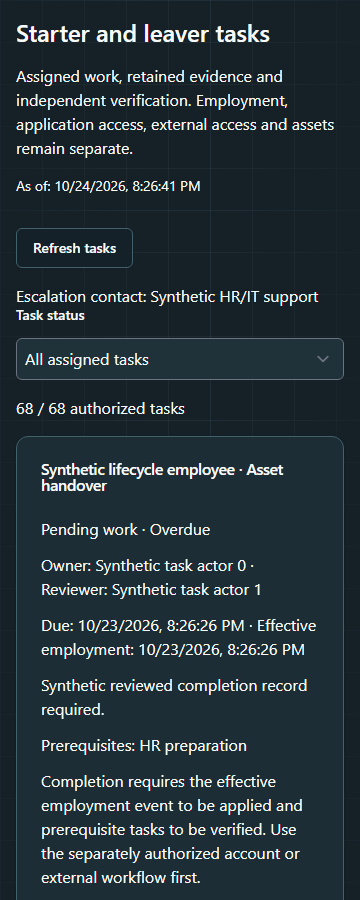 Starter and leaver tasks
Assigned work, retained evidence and
independent verification. Employment,
application access, external access and assets
remain separate.
As of: 10/24/2026, 8:26:41 PM
Refresh tasks
Escalation contact: Synthetic HR/IT support
Task status
All assigned tasks
68 / 68 authorized tasks
Synthetic lifecycle employee · Asset
handover
Pending work · Overdue
Owner: Synthetic task actor 0 ·
Reviewer: Synthetic task actor 1
Due: 10/23/2026, 8:26:26 PM · Effective
employment: 10/23/2026, 8:26:26 PM
Synthetic reviewed completion record
required.
Prerequisites: HR preparation
Completion requires the effective
employment event to be applied and
prerequisite tasks to be verified. Use
the separately authorized account or
external workflow first.